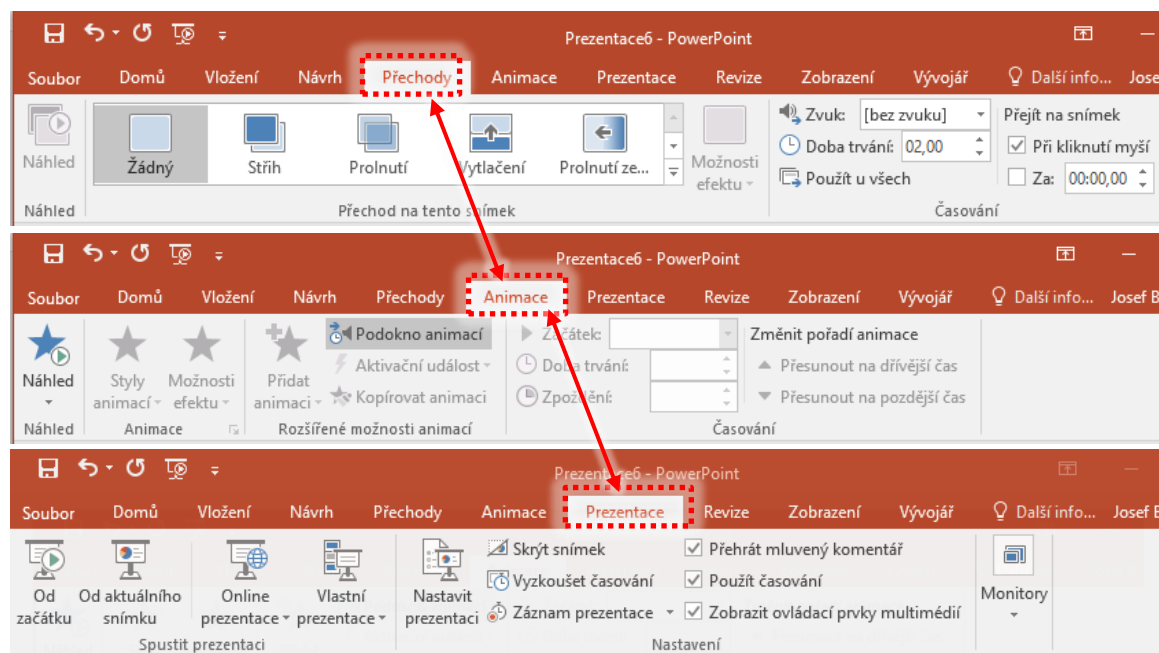 Prezentace6 - PowerPoint
Soubor Domů Vložení Návrh Přechody Animace Prezentace Revize Zobrazení Vývojář Další info... Jose
Náhled Žádný Střih Prolnutí Vytlačení Prolnutí ze... Možnosti efektu
Zvuk: [bez zvuku] Přejít na snímek
Doba trvání: 02,00 Při kliknutí myší
Použít u všech Za: 00:00,00
Náhled Přechod na tento snímek Časování
Prezentace6 - PowerPoint
Soubor Domů Vložení Návrh Přechody Animace Prezentace Revize Zobrazení Vývojář Další info... Josef B
Náhled Styly animací Možnosti efektu Přidat animaci
Podokno animací Začátek: Změnit pořadí animace
Aktivační událost Doba trvání: Přesunout na dřívější čas
Kopírovat animaci Zpoždění: Přesunout na pozdější čas
Náhled Animace Rozšířené možnosti animací Časování
Prezentace6 - PowerPoint
Soubor Domů Vložení Návrh Přechody Animace Prezentace Revize Zobrazení Vývojář Další info... Josef B
Od začátku Od aktuálního snímku Online prezentace Vlastní prezentace Nastavit prezentaci
Skrýt snímek Přehrát mluvený komentář
Vyzkoušet časování Použít časování
Záznam prezentace Zobrazit ovládací prvky multimédií
Monitory
Spustit prezentaci Nastavení